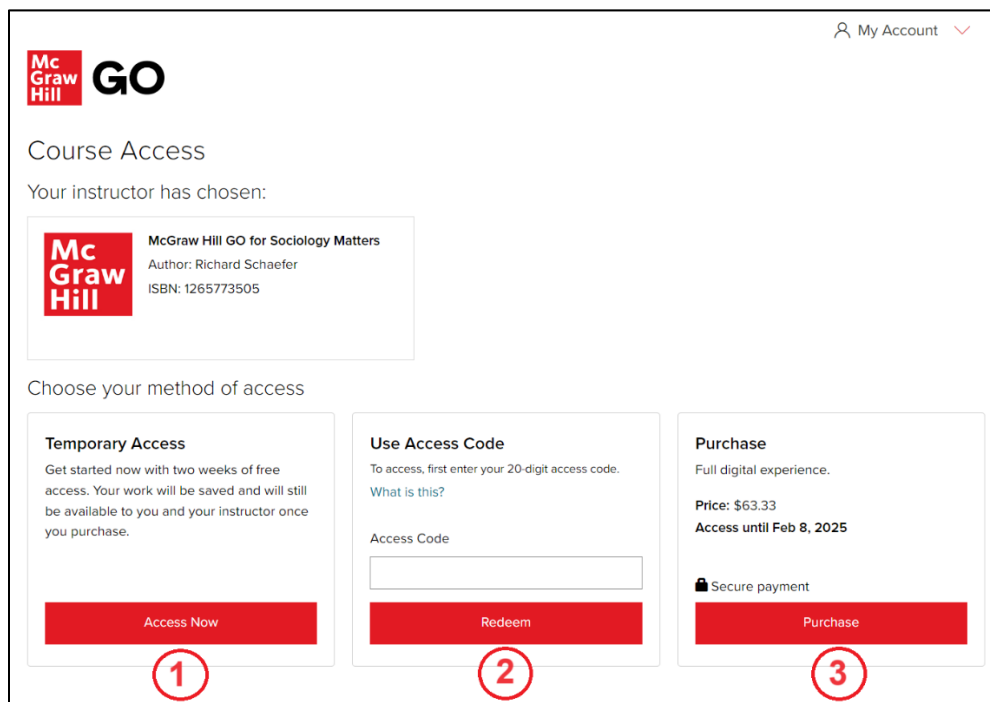 My Account
Mc
Graw
Hill
GO
Course Access
Your instructor has chosen:
Mc
Graw
Hill
McGraw Hill GO for Sociology Matters
Author: Richard Schaefer
ISBN: 1265773505
Choose your method of access
Temporary Access
Get started now with two weeks of free
access. Your work will be saved and will still
be available to you and your instructor once
you purchase.
Access Now
1
Use Access Code
To access, first enter your 20-digit access code.
What is this?
Access Code
Redeem
2
Purchase
Full digital experience.
Price: $63.33
Access until Feb 8, 2025
Secure payment
Purchase
3